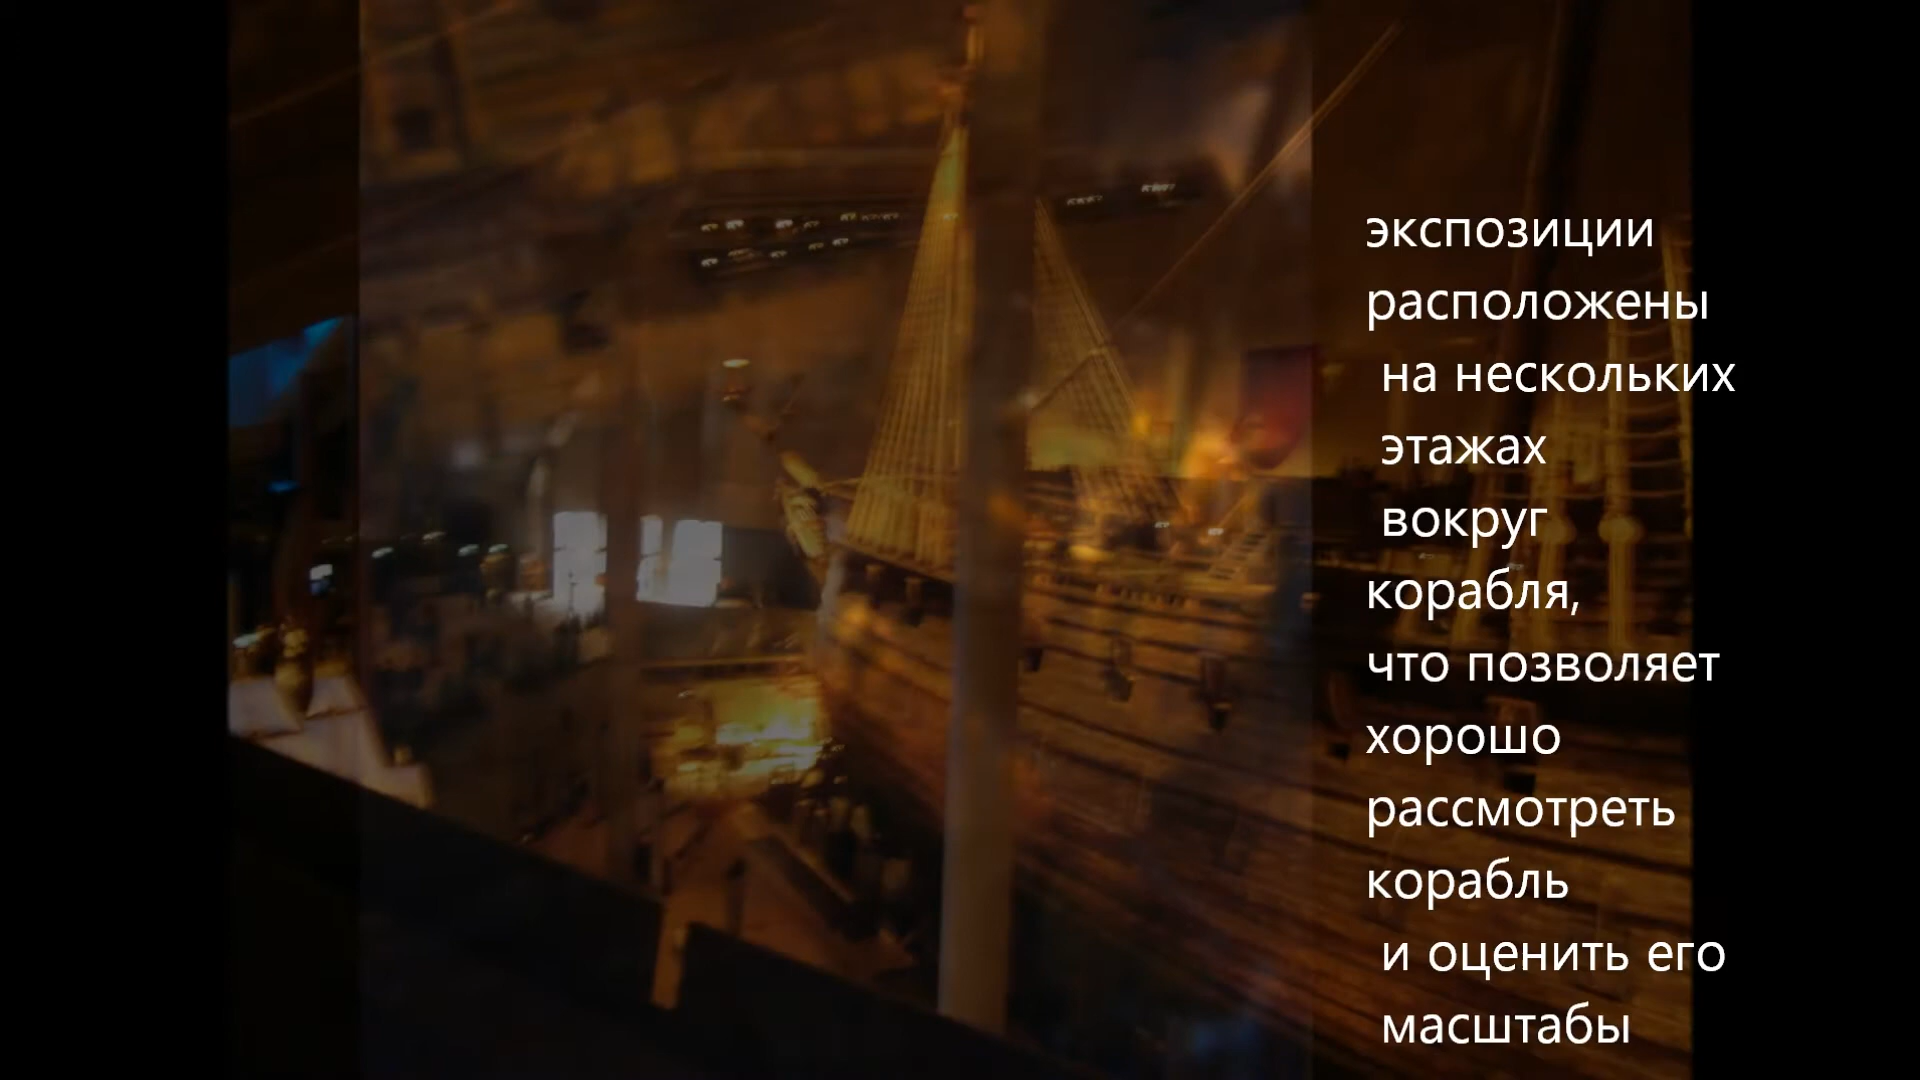 экспозиции
расположены
на нескольких
этажах
вокруг
корабля,
что позволяет
хорошо
рассмотреть
корабль
и оценить его
масштабы